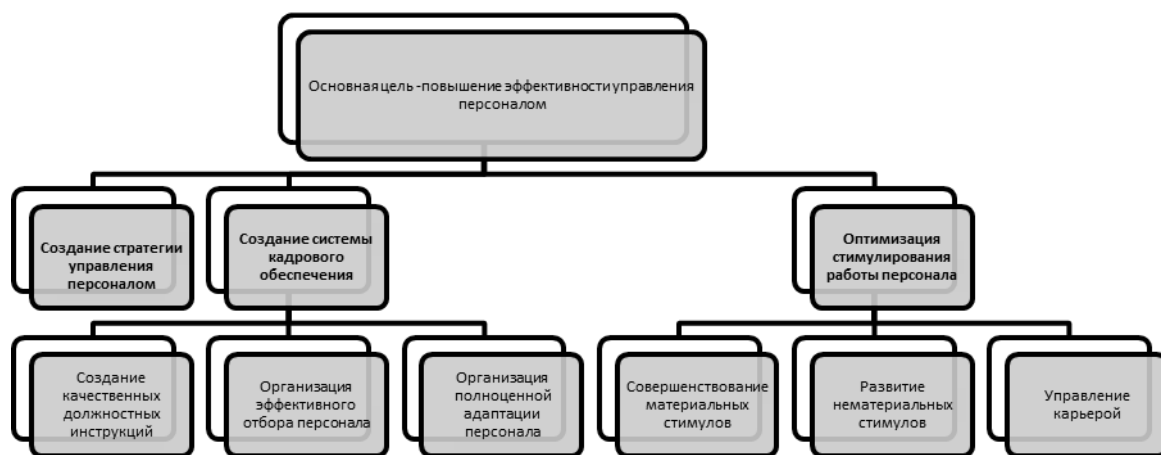 Основная цель -повышение эффективности управления
персоналом
Создание стратегии
управления
персоналом
Создание системы
кадрового
обеспечения
Оптимизация
стимулирования
работы персонала
Создание
качественных
должностных
инструкций
Организация
эффективного
отбора персонала
Организация
полноценной
адаптации
персонала
Совершенствование
материальных
стимулов
Развитие
нематериальных
стимулов
Управление
карьерой